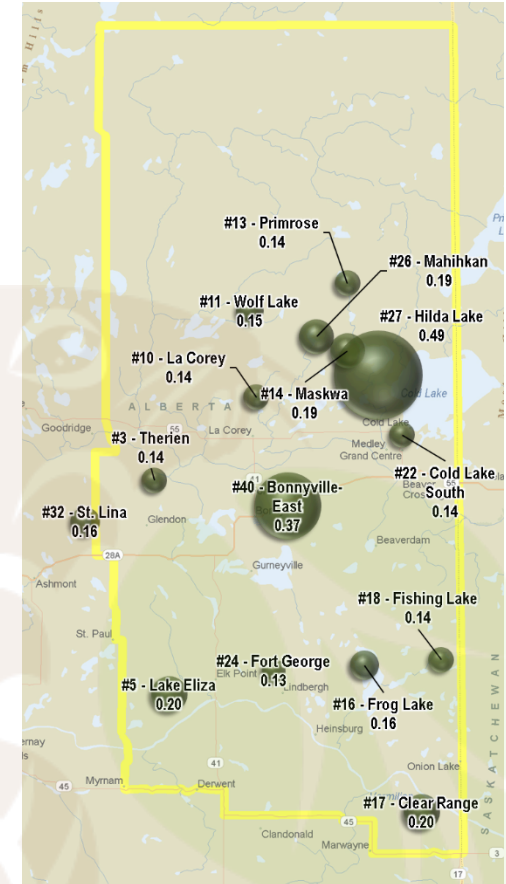 #13 - Primrose
0.14
#26 - Mahihkan
0.19
#11 - Wolf Lake
0.15
#27 - Hilda Lake
0.49
#10 - La Corey
0.14
#14 - Maskwa
0.19
Cold Lake
ALBERTA
55
Goodridge
La Corey
Cold Lake
#3 - Therien
0.14
Medley
Grand Centre
41
#22 - Cold Lake
South
0.14
55
#40 - Bonnyville-
East
0.37
Beaver
#32 - St. Lina
0.16
Glendon
Beaverdam
28A
Ashmont
Gurneyville
#18 - Fishing Lake
0.14
St. Paul
#24 - Fort George
0.13
Elk Point
Lindbergh
#5 - Lake Eliza
0.20
#16 - Frog Lake
0.16
Heinsburg
SASKATCHEWAN
41
Onion Lake
45
Myrnam
Derwent
#17 - Clear Range
0.20
45
Clandonald
Marwayne
3
17